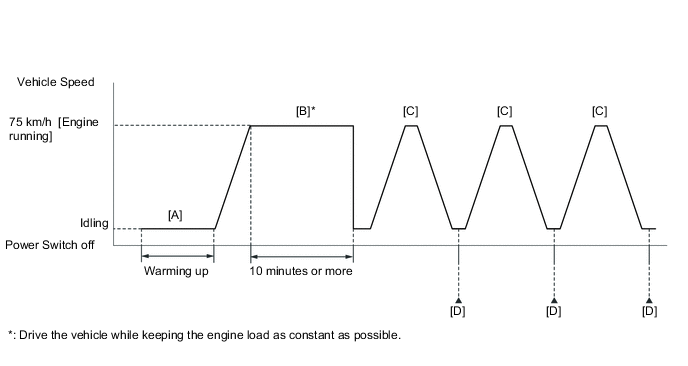 Vehicle Speed
[B]*
[C]
[C]
[C]
75 km/h [Engine
running]
[A]
Idling
Power Switch off
Warming up
10 minutes or more
[D]
[D]
[D]
*: Drive the vehicle while keeping the engine load as constant as possible.